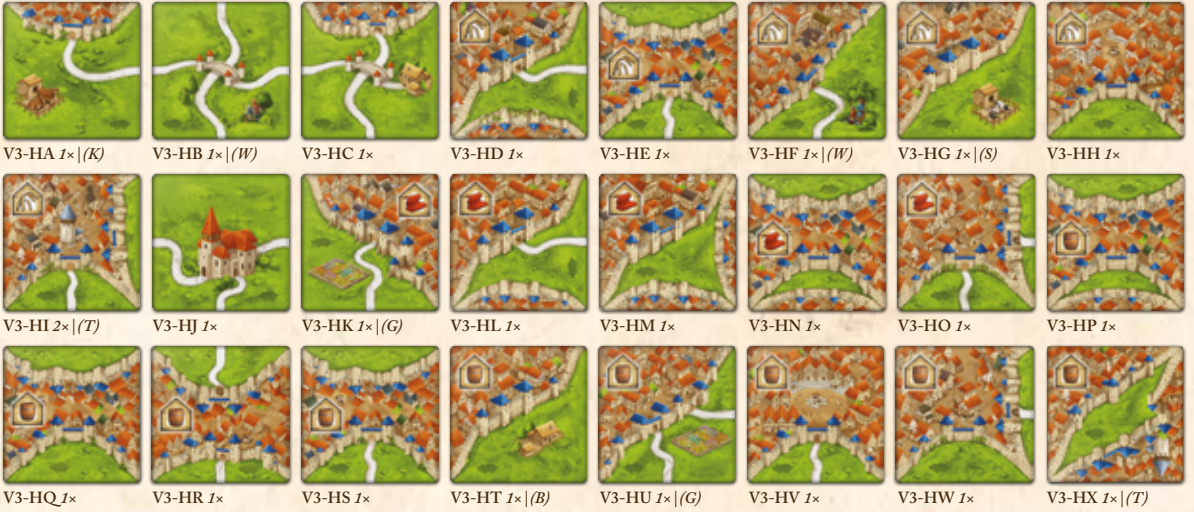 V3-HA 1×|(K) V3-HB 1×|(W) V3-HC 1× V3-HD 1× V3-HE 1× V3-HF 1×|(W) V3-HG 1×|(S) V3-HH 1×
V3-HI 2×|(T) V3-HJ 1× V3-HK 1×|(G) V3-HL 1× V3-HM 1× V3-HN 1× V3-HO 1× V3-HP 1×
V3-HQ 1× V3-HR 1× V3-HS 1× V3-HT 1×|(B) V3-HU 1×|(G) V3-HV 1× V3-HW 1× V3-HX 1×|(T)